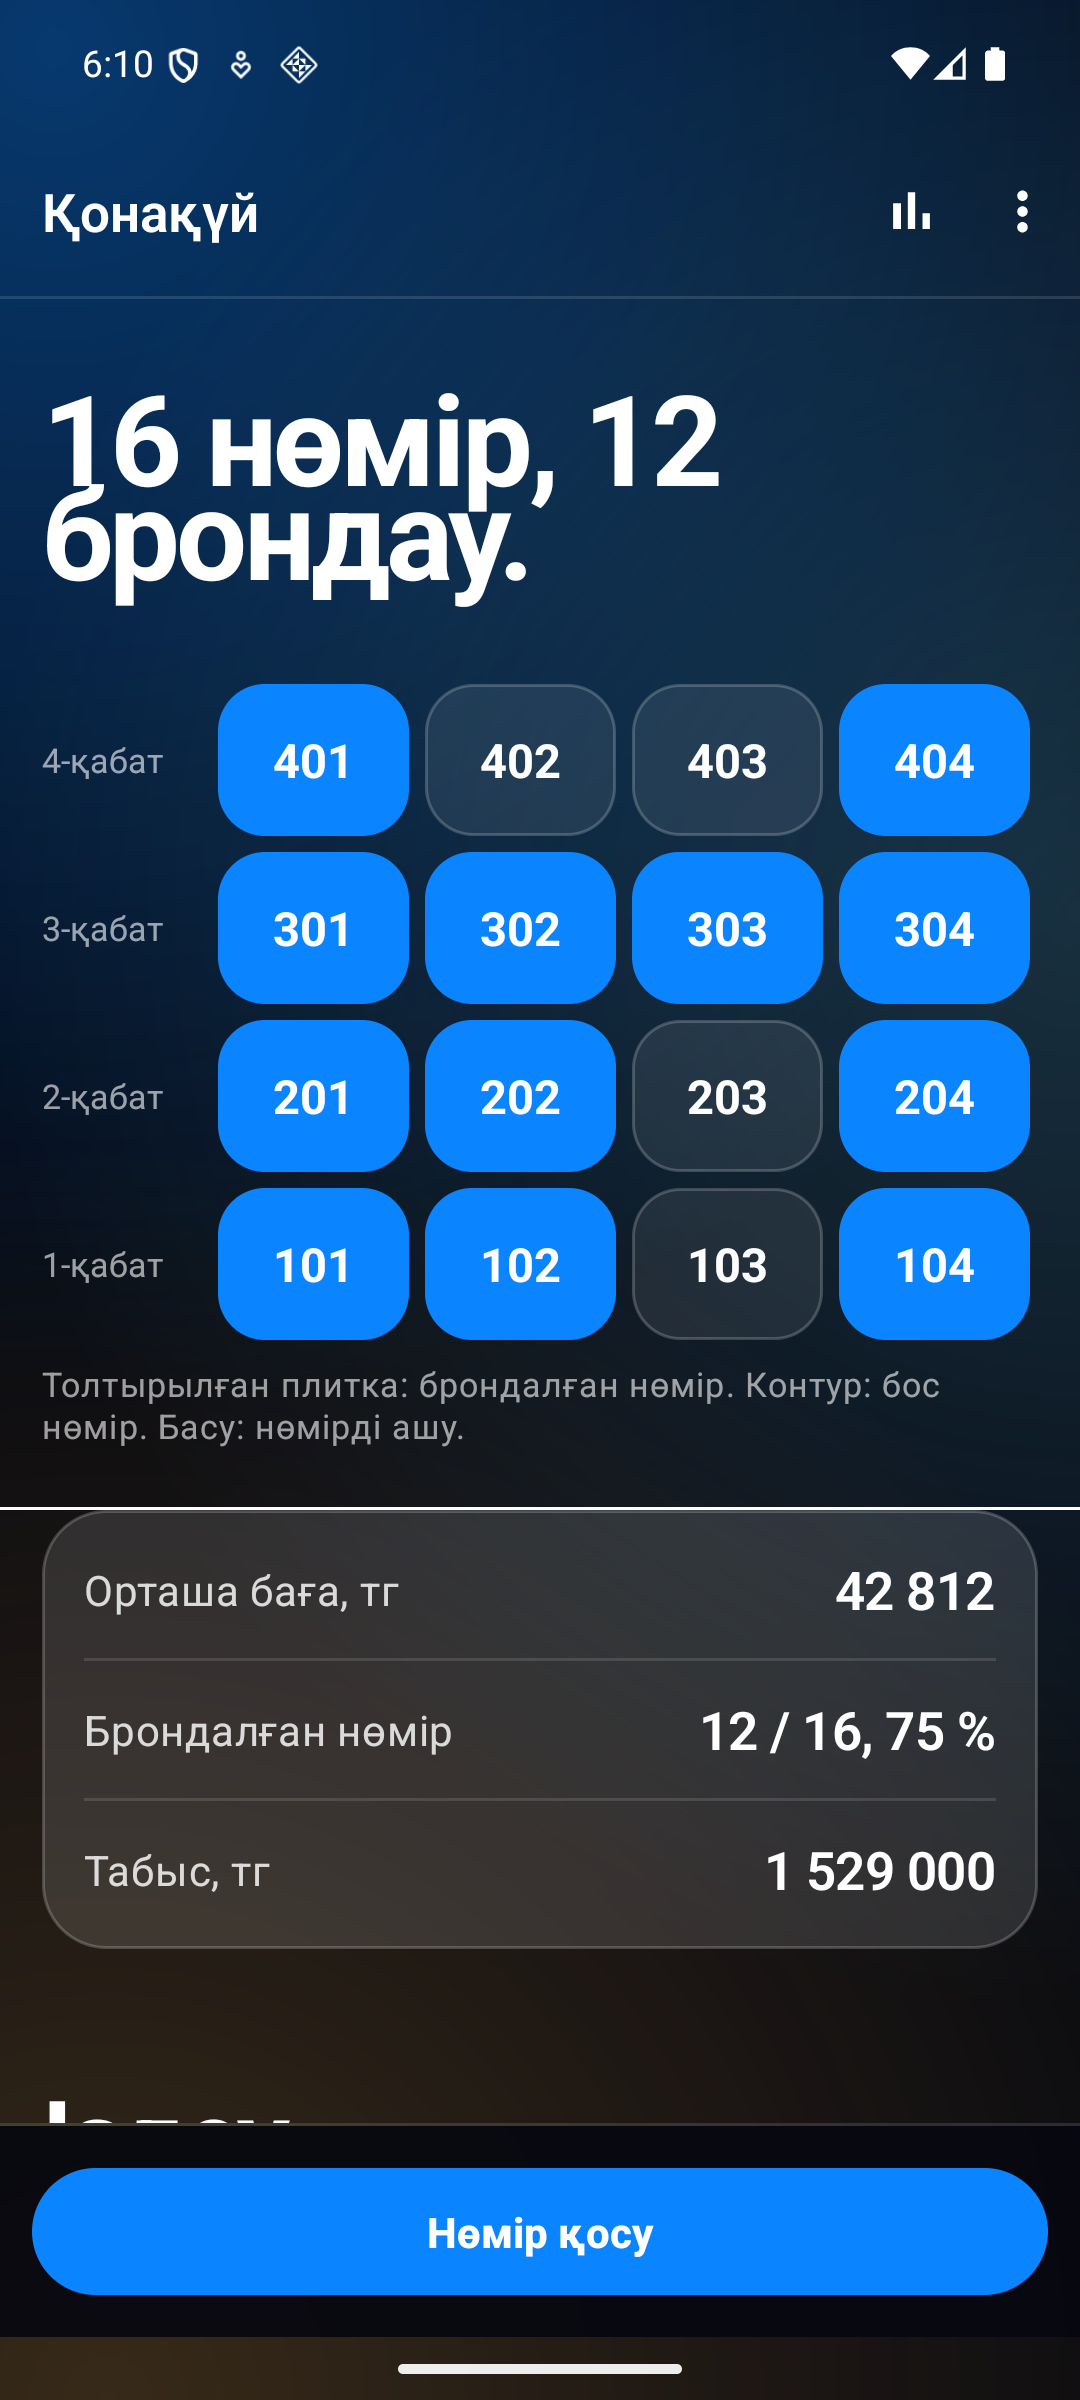 6:10
Қонақүй
16 нөмір, 12
брондау.
4-қабат 401 402 403 404
3-қабат 301 302 303 304
2-қабат 201 202 203 204
1-қабат 101 102 103 104
Толтырылған плитка: брондалған нөмір. Контур: бос
нөмір. Басу: нөмірді ашу.
Орташа баға, тг 42 812
Брондалған нөмір 12 / 16, 75 %
Табыс, тг 1 529 000
Нөмір қосу